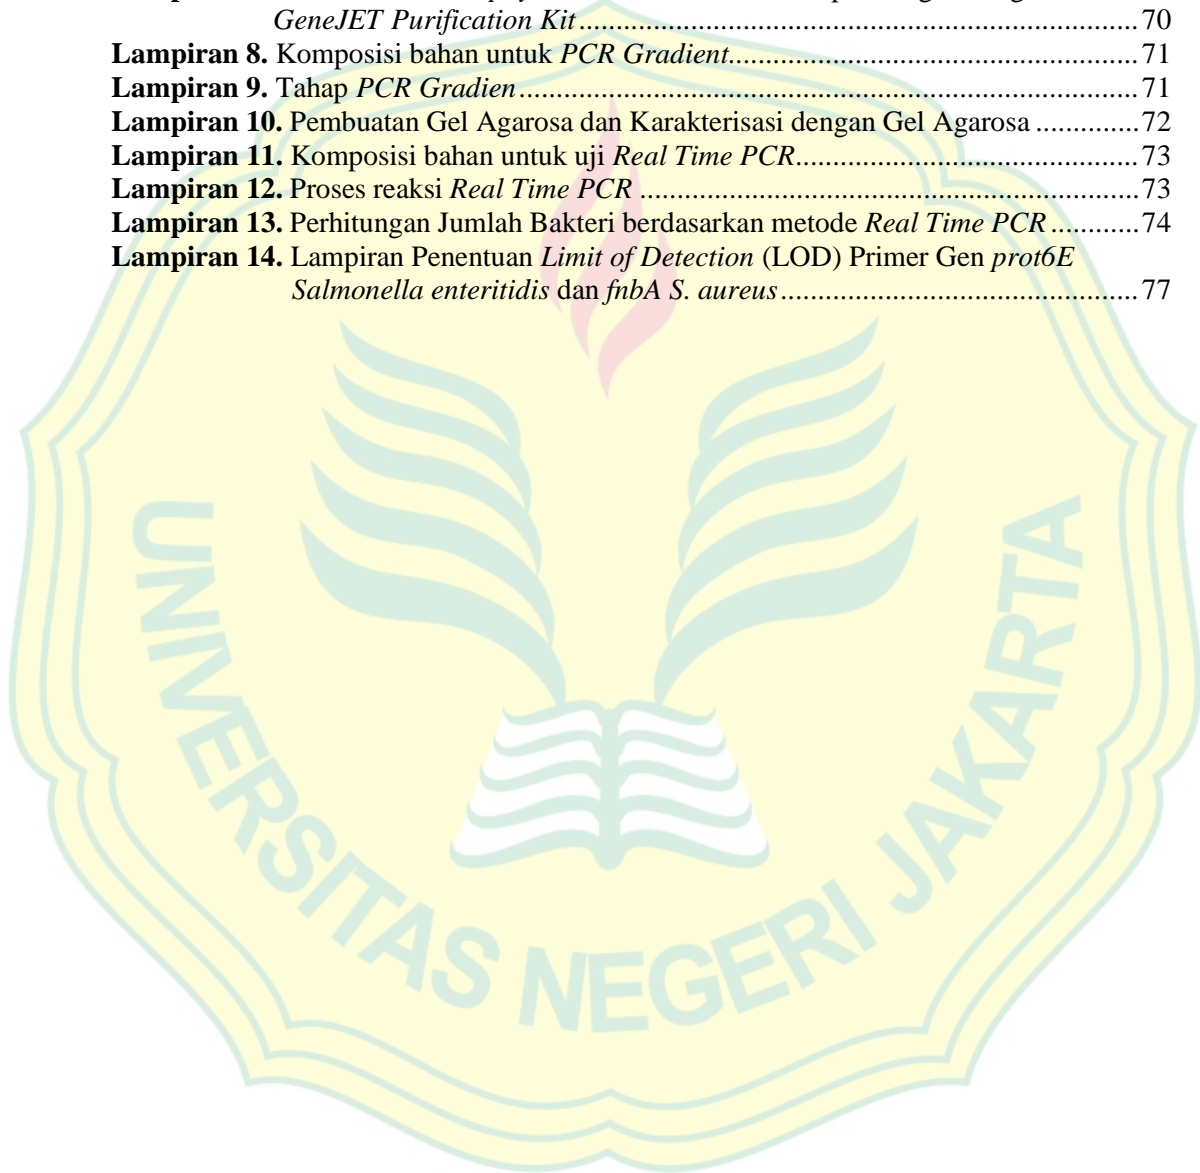 GeneJET Purification Kit ........................................................................... 70
Lampiran 8. Komposisi bahan untuk PCR Gradient....................................................... 71
Lampiran 9. Tahap PCR Gradien ................................................................................... 71
Lampiran 10. Pembuatan Gel Agarosa dan Karakterisasi dengan Gel Agarosa .............. 72
Lampiran 11. Komposisi bahan untuk uji Real Time PCR.............................................. 73
Lampiran 12. Proses reaksi Real Time PCR ................................................................... 73
Lampiran 13. Perhitungan Jumlah Bakteri berdasarkan metode Real Time PCR ............ 74
Lampiran 14. Lampiran Penentuan Limit of Detection (LOD) Primer Gen prot6E
Salmonella enteritidis dan fnbA S. aureus ................................................ 77
UNIVERSITAS NEGERI JAKARTA